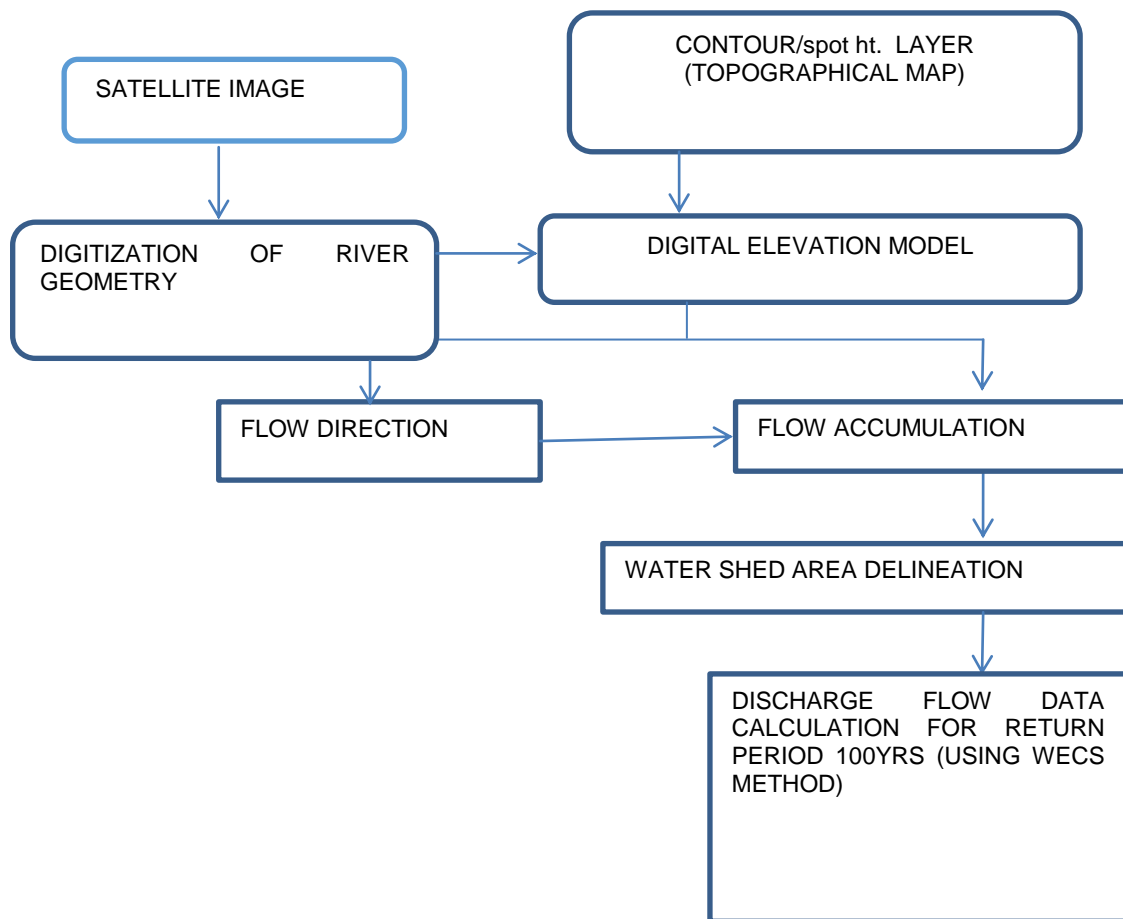 CONTOUR/spot ht. LAYER
(TOPOGRAPHICAL MAP)
SATELLITE IMAGE
DIGITIZATION OF RIVER
GEOMETRY
DIGITAL ELEVATION MODEL
FLOW DIRECTION
FLOW ACCUMULATION
WATER SHED AREA DELINEATION
DISCHARGE FLOW DATA
CALCULATION FOR RETURN
PERIOD 100YRS (USING WECS
METHOD)